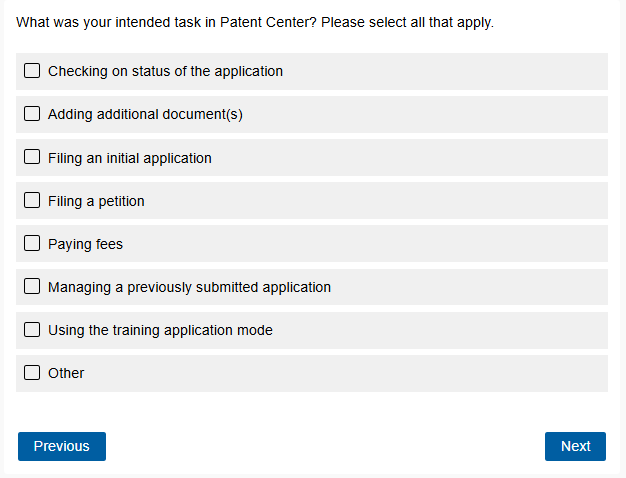 What was your intended task in Patent Center? Please select all that apply.
Checking on status of the application
Adding additional document(s)
Filing an initial application
Filing a petition
Paying fees
Managing a previously submitted application
Using the training application mode
Other
Previous
Next